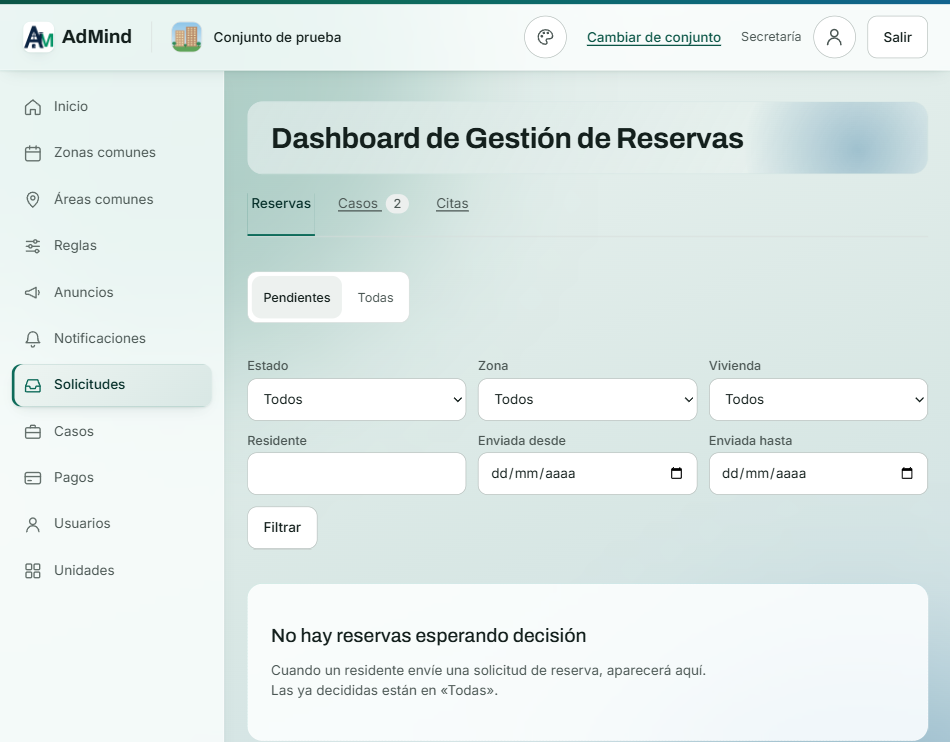 AdMind
Conjunto de prueba
Cambiar de conjunto
Secretaría
Salir
Inicio
Zonas comunes
Áreas comunes
Reglas
Anuncios
Notificaciones
Solicitudes
Casos
Pagos
Usuarios
Unidades
Dashboard de Gestión de Reservas
Reservas
Casos 2
Citas
Pendientes
Todas
Estado
Zona
Vivienda
Todos
Todos
Todos
Residente
Enviada desde
Enviada hasta
dd/mm/aaaa
dd/mm/aaaa
Filtrar
No hay reservas esperando decisión
Cuando un residente envíe una solicitud de reserva, aparecerá aquí.
Las ya decididas están en «Todas».